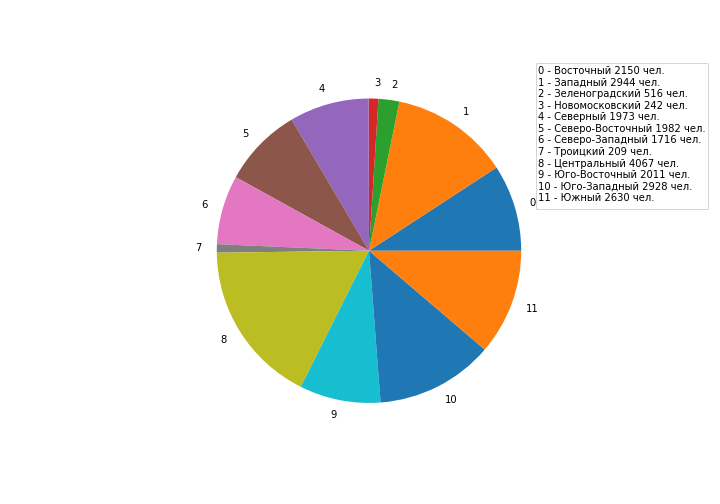 3
2
4
1
5
6
0
7
8
11
9
10
0 - Восточный 2150 чел.
1 - Западный 2944 чел.
2 - Зеленоградский 516 чел.
3 - Новомосковский 242 чел.
4 - Северный 1973 чел.
5 - Северо-Восточный 1982 чел.
6 - Северо-Западный 1716 чел.
7 - Троицкий 209 чел.
8 - Центральный 4067 чел.
9 - Юго-Восточный 2011 чел.
10 - Юго-Западный 2928 чел.
11 - Южный 2630 чел.